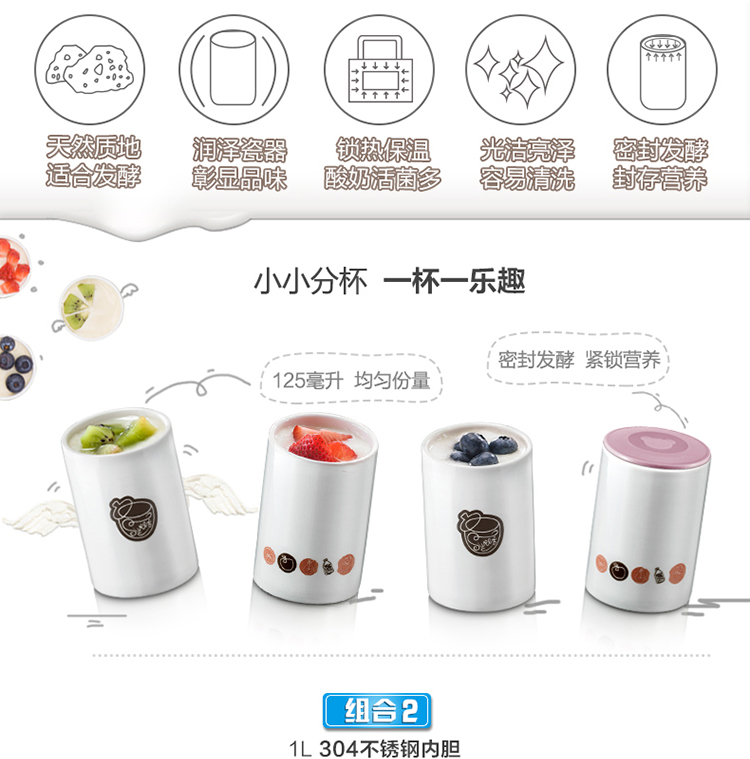 天然质地
适合发酵
润泽瓷器
彰显品味
锁热保温
酸奶活菌多
光洁亮泽
容易清洗
密封发酵
封存营养
小小分杯 一杯一乐趣
125毫升 均匀份量
密封发酵 紧锁营养
组合2
1L 304不锈钢内胆